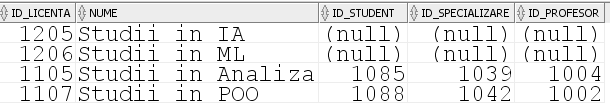 ID_LICENTA NUME ID_STUDENT ID_SPECIALIZARE ID_PROFESOR
1205 Studii in IA (null) (null) (null)
1206 Studii in ML (null) (null) (null)
1105 Studii in Analiza 1085 1039 1004
1107 Studii in POO 1088 1042 1002